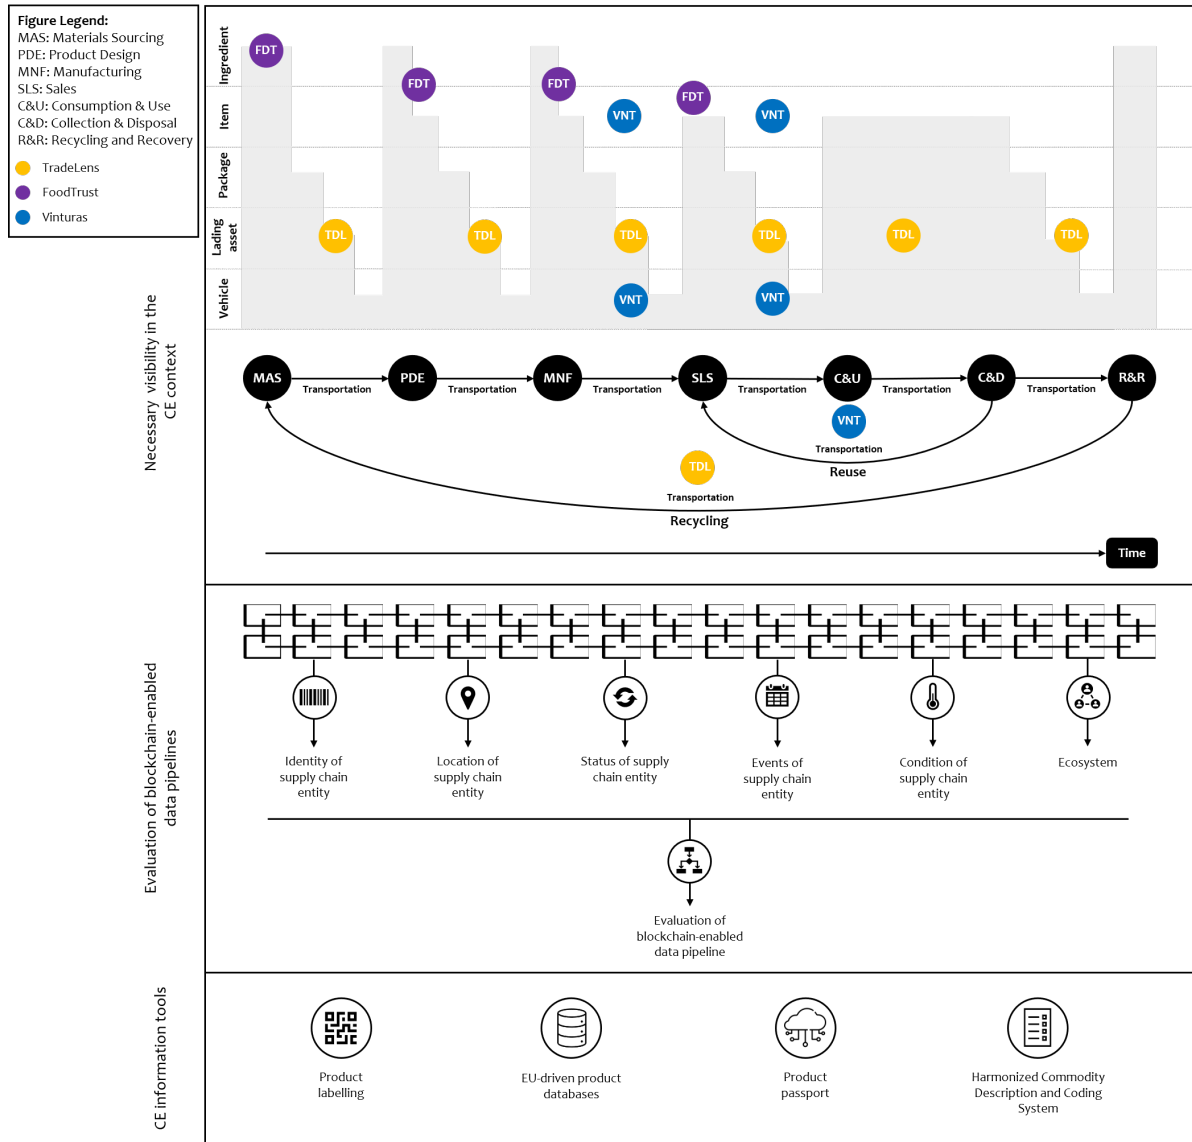 Figure Legend:
MAS: Materials Sourcing
PDE: Product Design
MNF: Manufacturing
SLS: Sales
C&U: Consumption & Use
C&D: Collection & Disposal
R&R: Recycling and Recovery
TradeLens
FoodTrust
Vinturas
Necessary visibility in the
CE context
Ingredient
FDT
FDT
FDT
FDT
Item
VNT
VNT
Package
Lading
asset
TDL
TDL
TDL
TDL
TDL
TDL
Vehicle
VNT
VNT
MAS
Transportation
PDE
Transportation
MNF
Transportation
SLS
Transportation
C&U
Transportation
C&D
Transportation
R&R
VNT
Transportation
Reuse
TDL
Transportation
Recycling
Time
Evaluation of blockchain-enabled
data pipelines
Identity of
supply chain
entity
Location of
supply chain
entity
Status of supply
chain entity
Events of
supply chain
entity
Condition of
supply chain
entity
Ecosystem
Evaluation of
blockchain-enabled
data pipeline
CE information tools
Product
labelling
EU-driven product
databases
Product
passport
Harmonized Commodity
Description and Coding
System